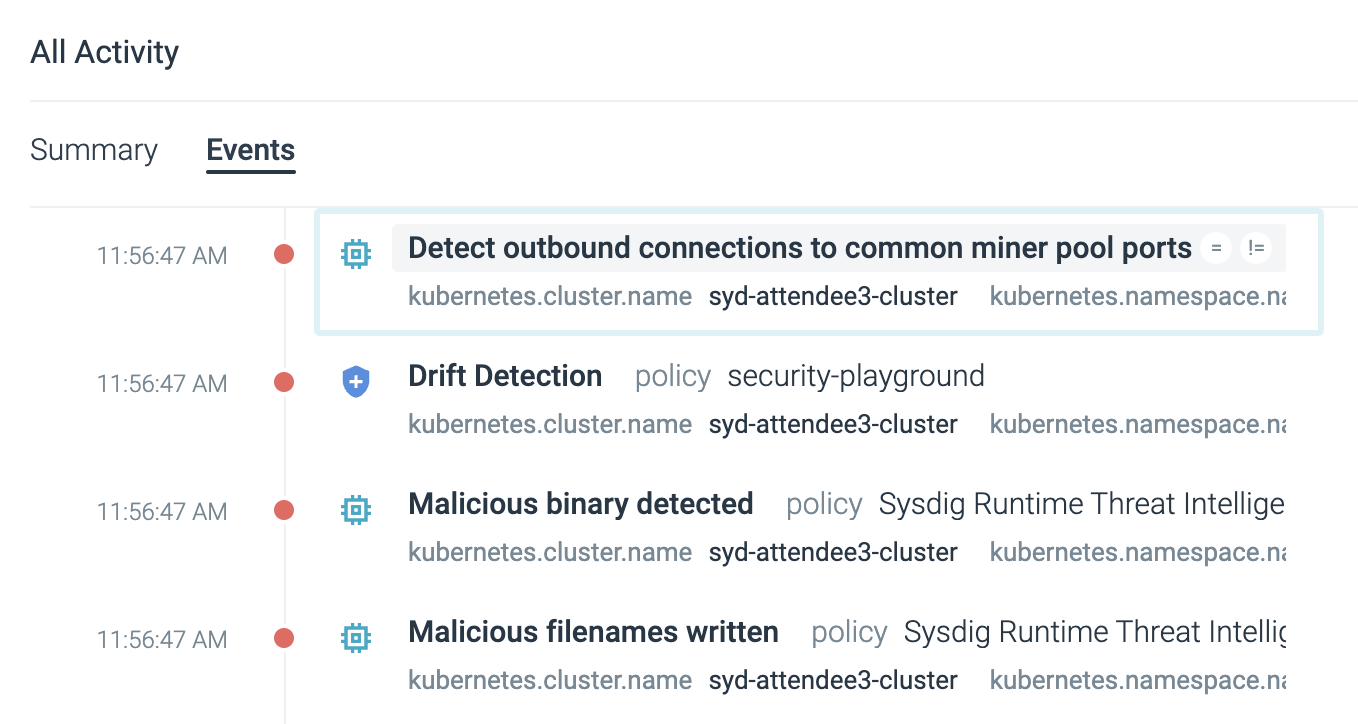 All Activity
Summary Events
11:56:47 AM Detect outbound connections to common miner pool ports = !=
kubernetes.cluster.name syd-attendee3-cluster kubernetes.namespace.na
11:56:47 AM Drift Detection policy security-playground
kubernetes.cluster.name syd-attendee3-cluster kubernetes.namespace.na
11:56:47 AM Malicious binary detected policy Sysdig Runtime Threat Intellige
kubernetes.cluster.name syd-attendee3-cluster kubernetes.namespace.na
11:56:47 AM Malicious filenames written policy Sysdig Runtime Threat Intellig
kubernetes.cluster.name syd-attendee3-cluster kubernetes.namespace.na